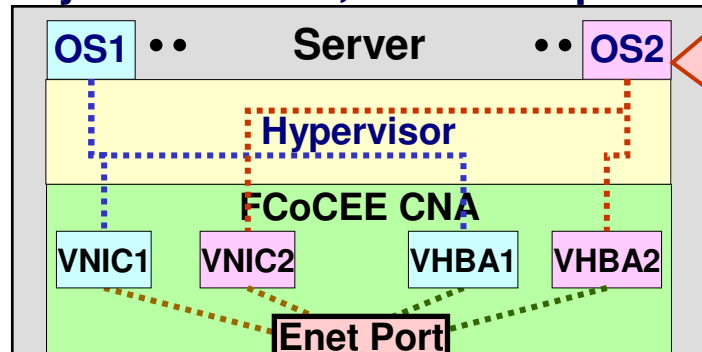 OS1 •• Server •• OS2
Hypervisor
FCoCEE CNA
VNIC1 VNIC2 VHBA1 VHBA2
Enet Port